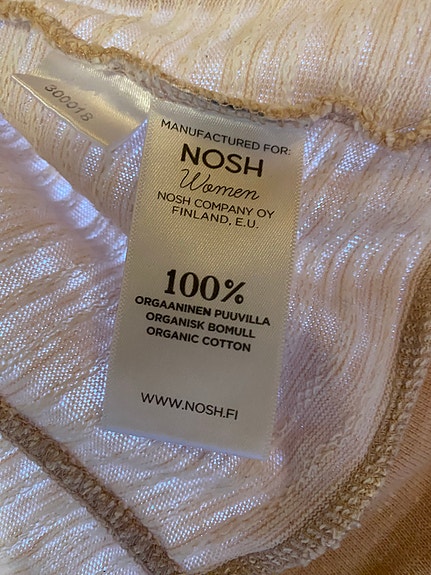 300018
MANUFACTURED FOR:
NOSH
Women
NOSH COMPANY OY
FINLAND, E.U.
100%
ORGAANINEN PUUVILLA
ORGANISK BOMULL
ORGANIC COTTON
WWW.NOSH.FI